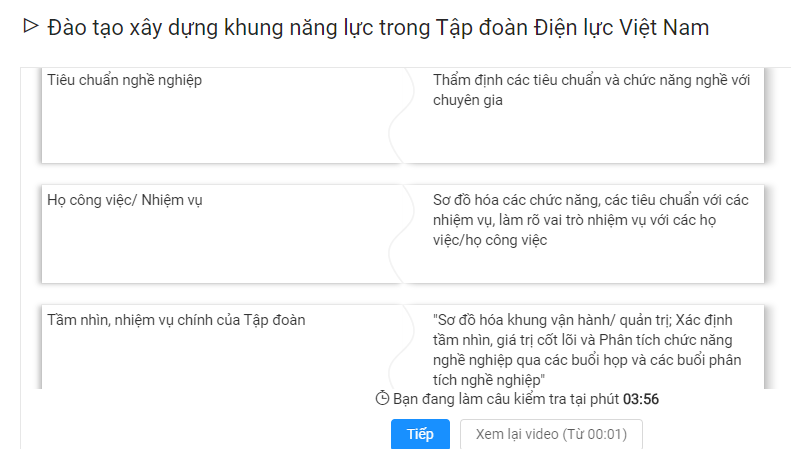 Đào tạo xây dựng khung năng lực trong Tập đoàn Điện lực Việt Nam
Tiêu chuẩn nghề nghiệp
Thẩm định các tiêu chuẩn và chức năng nghề với
chuyên gia
Họ công việc/ Nhiệm vụ
Sơ đồ hóa các chức năng, các tiêu chuẩn với các
nhiệm vụ, làm rõ vai trò nhiệm vụ với các họ
việc/họ công việc
Tầm nhìn, nhiệm vụ chính của Tập đoàn
"Sơ đồ hóa khung vận hành/ quản trị; Xác định
tầm nhìn, giá trị cốt lõi và Phân tích chức năng
nghề nghiệp qua các buổi họp và các buổi phân
tích nghề nghiệp"
Bạn đang làm câu kiểm tra tại phút 03:56
Tiếp
Xem lại video (Từ 00:01)